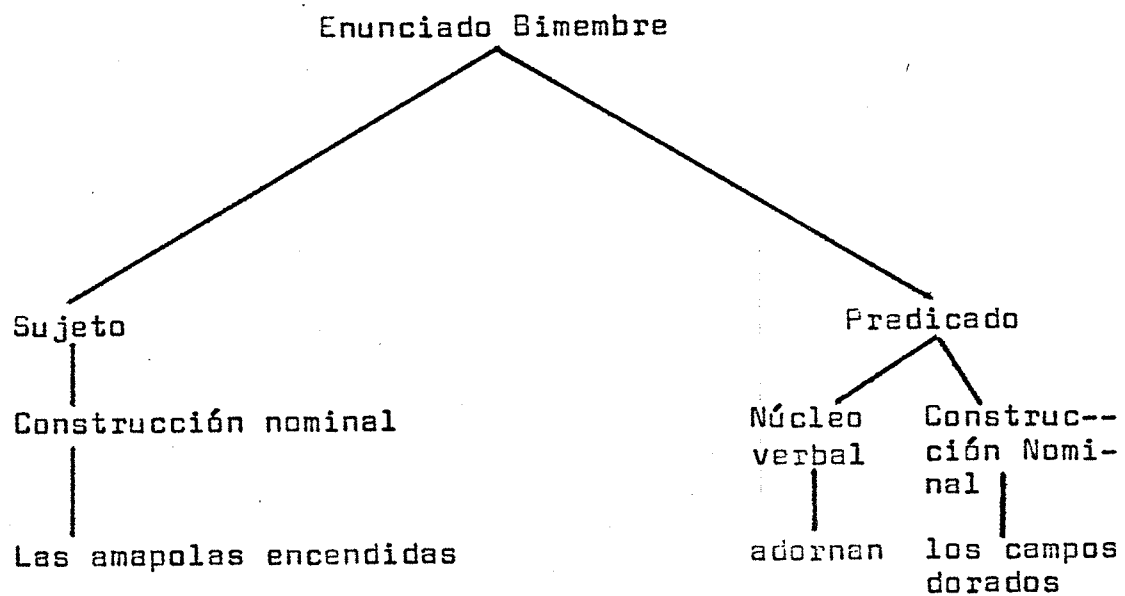 Enunciado Bimembre
Sujeto
Predicado
Construcción nominal
Núcleo
verbal
Construc--
ción Nomi-
nal
Las amapolas encendidas
adornan
los campos
dorados